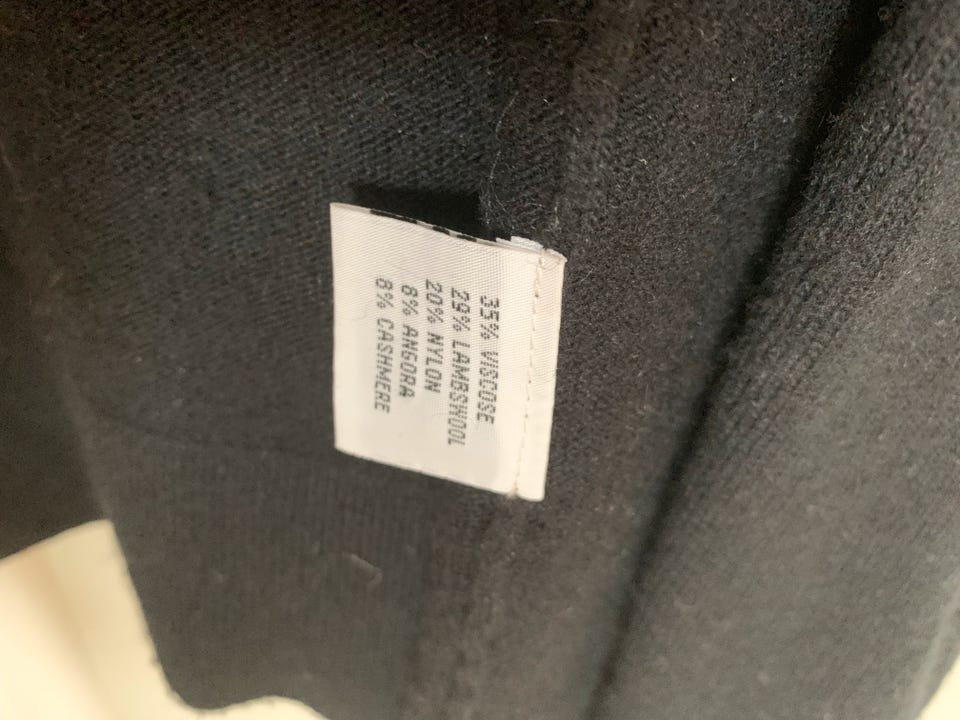 35% VISCOSE
29% LAMBSWOOL
20% NYLON
8% ANGORA
8% CASHMERE